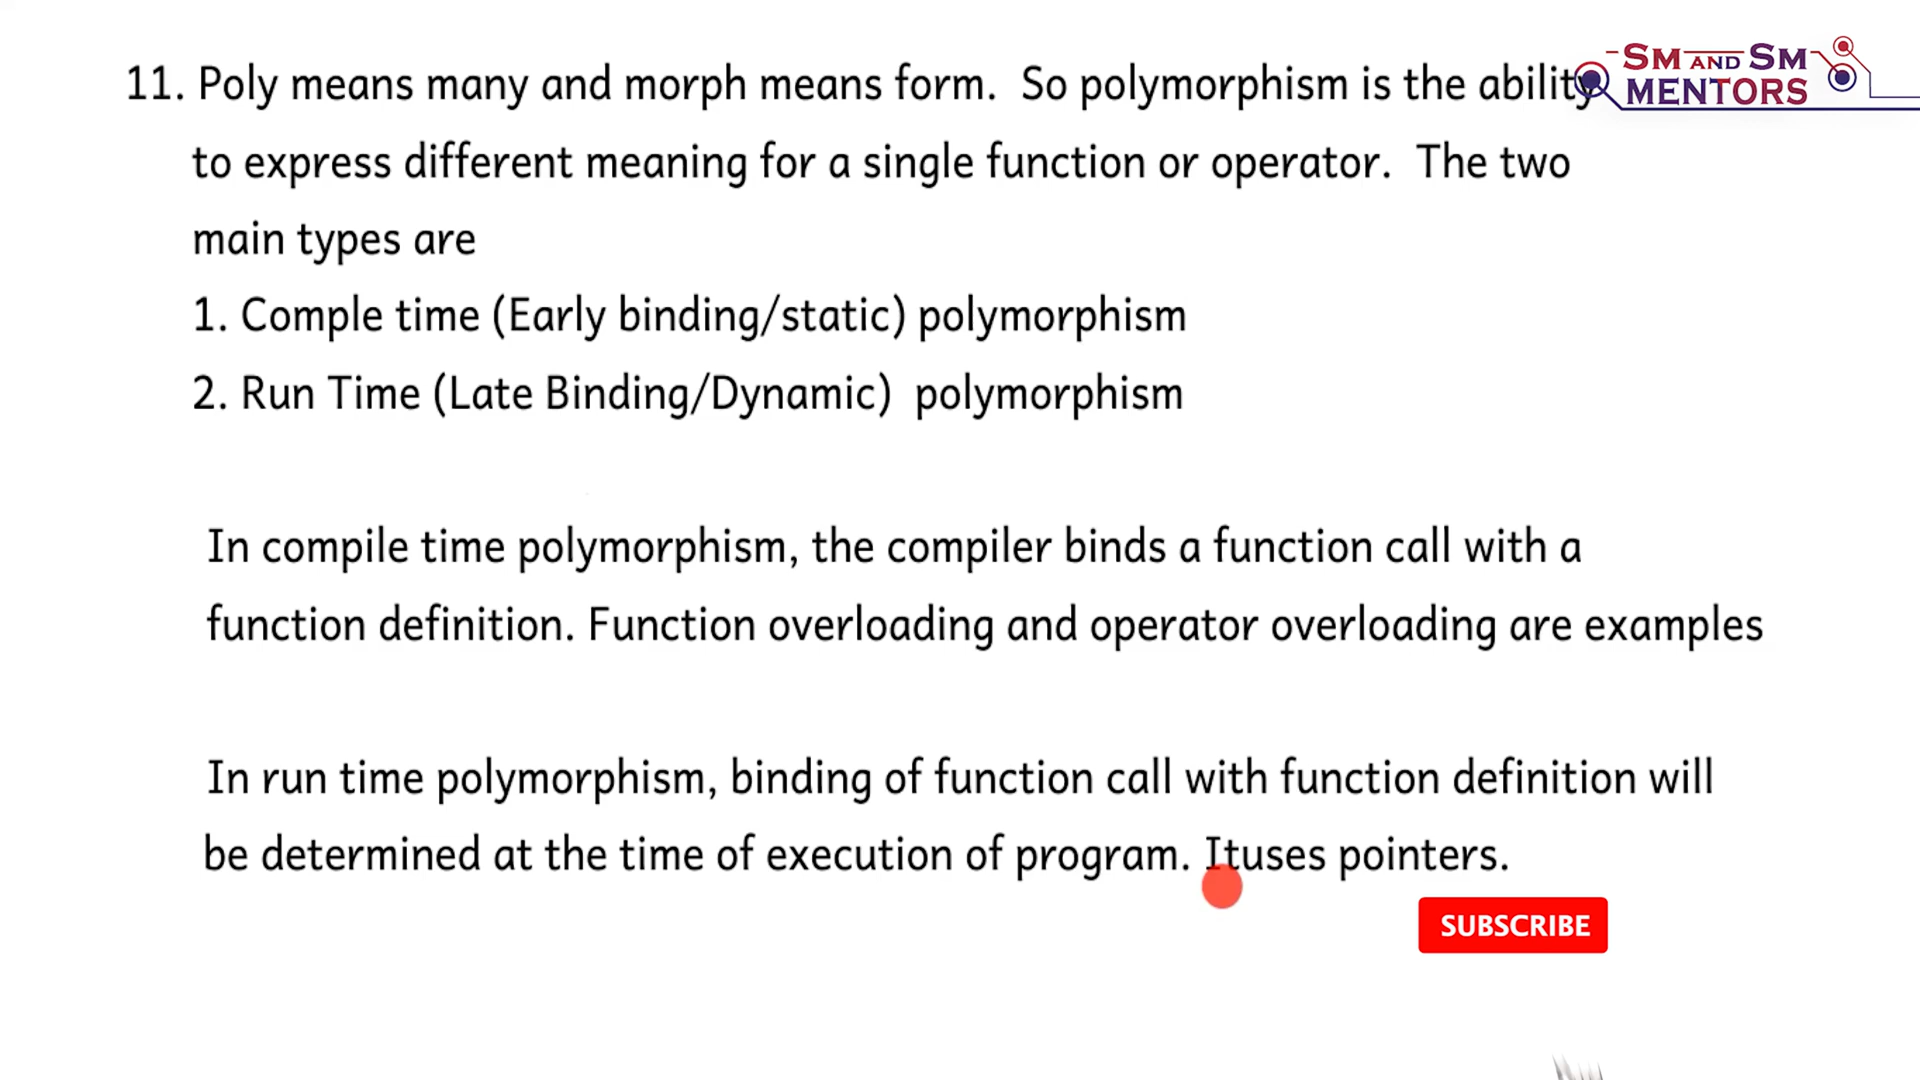 SM AND SM
MENTORS
11. Poly means many and morph means form. So polymorphism is the ability
to express different meaning for a single function or operator. The two
main types are
1. Comple time (Early binding/static) polymorphism
2. Run Time (Late Binding/Dynamic) polymorphism
In compile time polymorphism, the compiler binds a function call with a
function definition. Function overloading and operator overloading are examples
In run time polymorphism, binding of function call with function definition will
be determined at the time of execution of program. Ituses pointers.
SUBSCRIBE